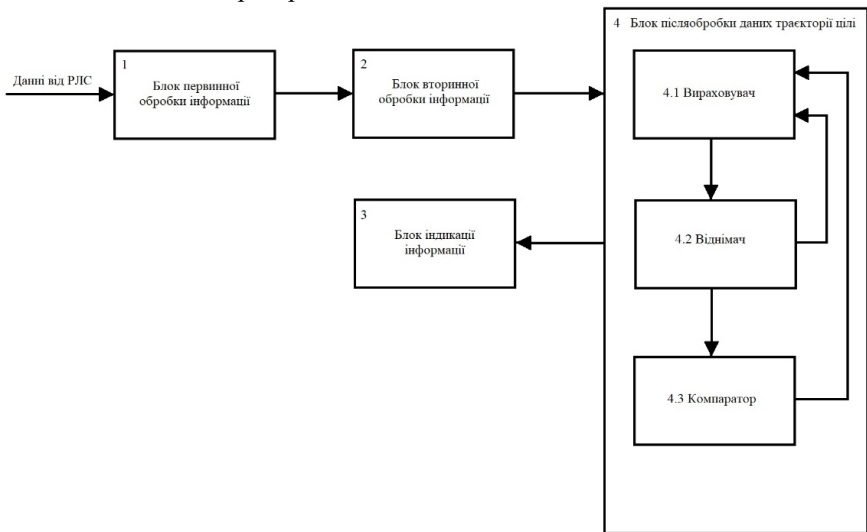 4 Блок післяобробки даних траєкторії цілі
Данні від РЛС
1
Блок первинної
обробки інформації
2
Блок вторинної
обробки інформації
4.1 Вираховувач
3
Блок індикації
інформації
4.2 Віднімач
4.3 Компаратор